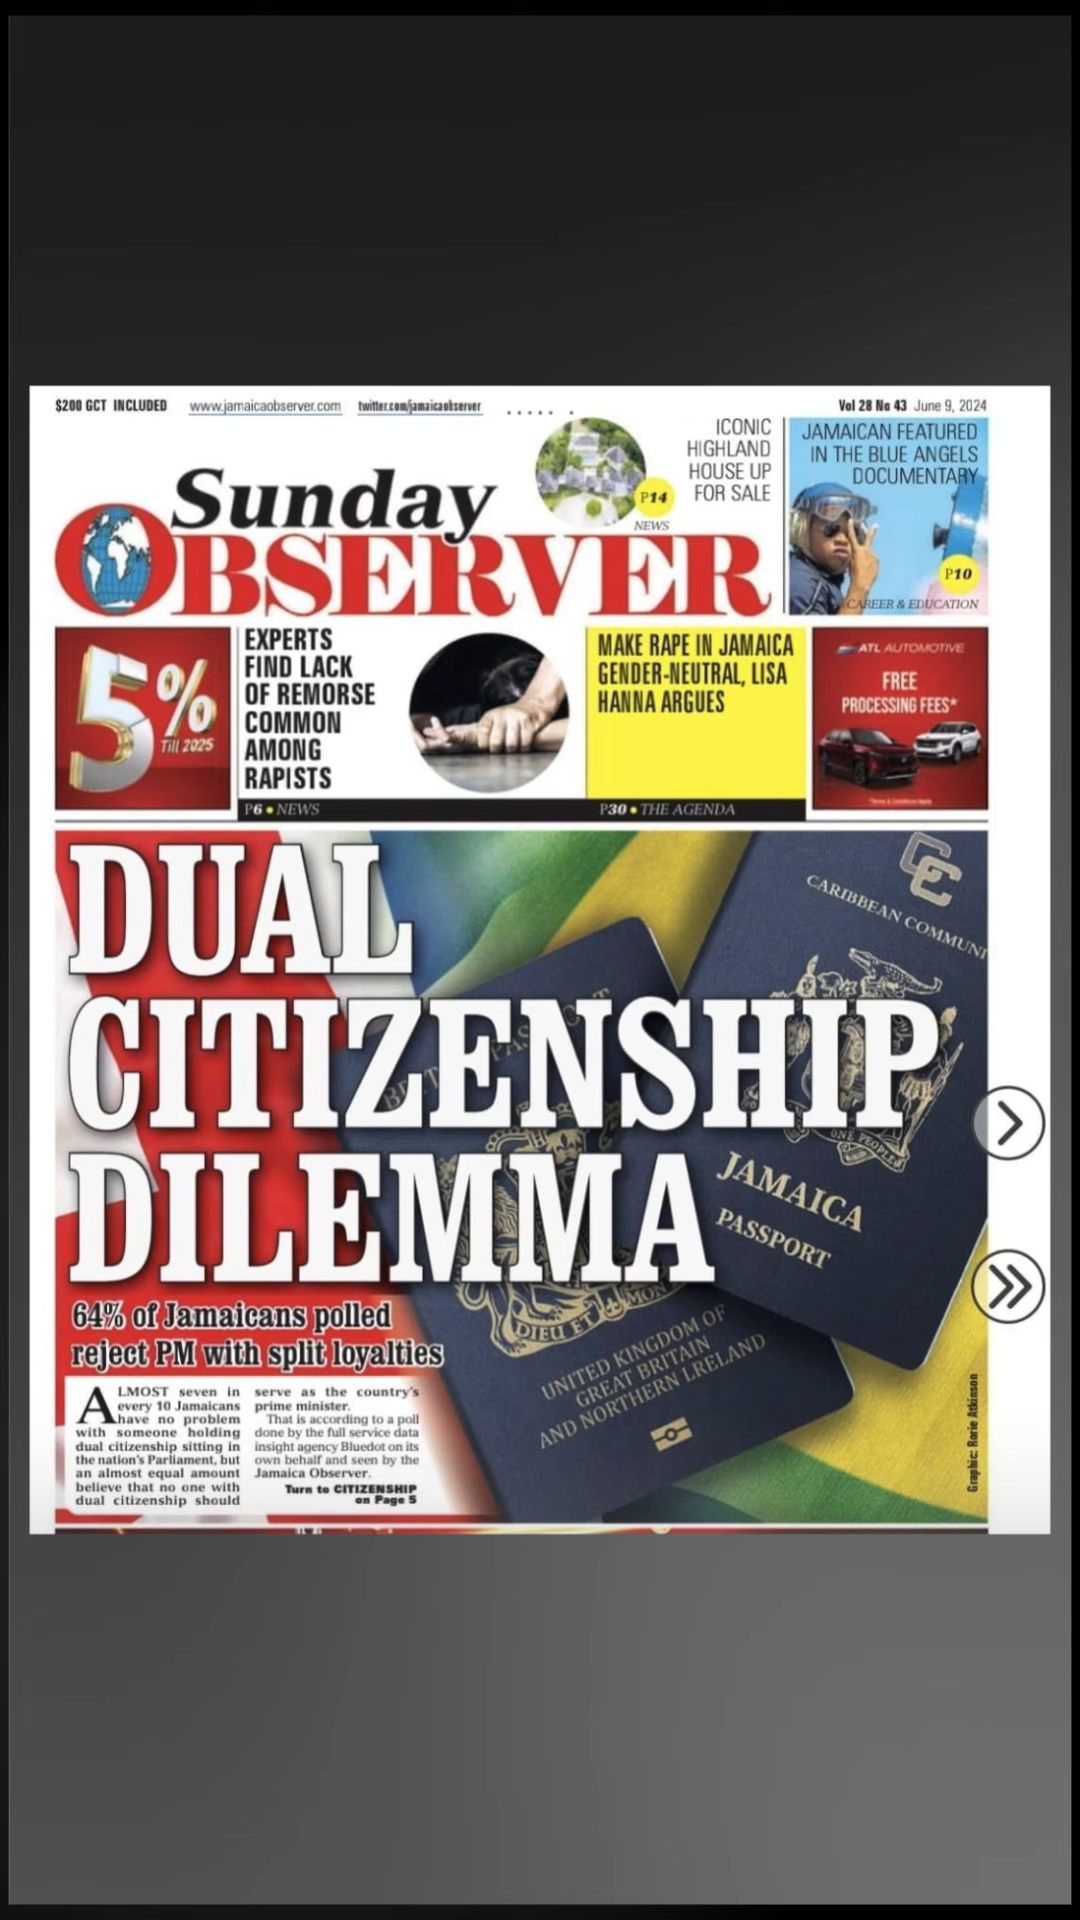 $200 GCT INCLUDED www.jamaicaobserver.com twitter.com/jamaicaobserver
Vol 28 No 43 June 9, 2024
Sunday
OBSERVER
P14
NEWS
ICONIC
HIGHLAND
HOUSE UP
FOR SALE
JAMAICAN FEATURED
IN THE BLUE ANGELS
DOCUMENTARY
P10
CAREER & EDUCATION
5%
Till 2025
EXPERTS
FIND LACK
OF REMORSE
COMMON
AMONG
RAPISTS
P6 • NEWS
MAKE RAPE IN JAMAICA
GENDER-NEUTRAL, LISA
HANNA ARGUES
P30 • THE AGENDA
ATL AUTOMOTIVE
FREE
PROCESSING FEES*
*Terms & Conditions Apply
DUAL
CITIZENSHIP
DILEMMA
64% of Jamaicans polled
reject PM with split loyalties
ALMOST seven in
every 10 Jamaicans
have no problem
with someone holding
dual citizenship sitting in
the nation's Parliament, but
an almost equal amount
believe that no one with
dual citizenship should
serve as the country's
prime minister.
That is according to a poll
done by the full service data
insight agency Bluedot on its
own behalf and seen by the
Jamaica Observer.
Turn to CITIZENSHIP
on Page 5
CARIBBEAN COMMUNI
ONE PEOPLE
JAMAICA
PASSPORT
DIEU ET MON
UNITED KINGDOM OF
GREAT BRITAIN
AND NORTHERN LRELAND
Graphic: Rorie Atkinson